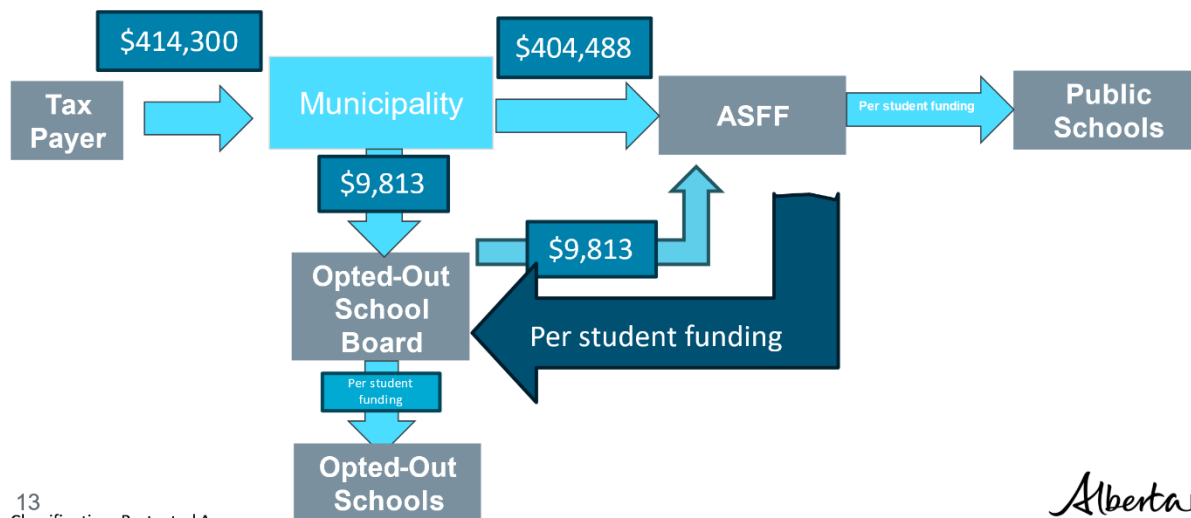 $414,300
$404,488
Tax
Payer
Municipality
ASFF
Per student funding
Public
Schools
$9,813
$9,813
Opted-Out
School
Board
Per student funding
Per student
funding
Opted-Out
Schools
13
Alberta